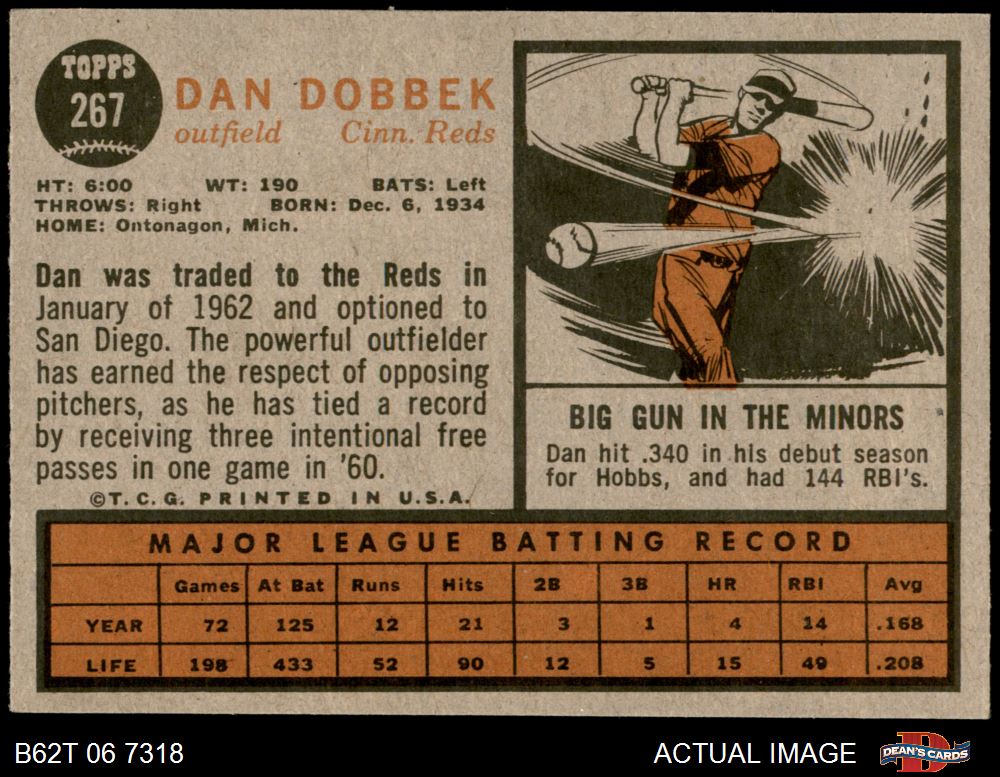 TOPPS
267
DAN DOBBEK
outfield Cinn. Reds
HT: 6:00 WT: 190 BATS: Left
THROWS: Right BORN: Dec. 6, 1934
HOME: Ontonagon, Mich.
Dan was traded to the Reds in
January of 1962 and optioned to
San Diego. The powerful outfielder
has earned the respect of opposing
pitchers, as he has tied a record
by receiving three intentional free
passes in one game in '60.
©T.C.G. PRINTED IN U.S.A.
BIG GUN IN THE MINORS
Dan hit .340 in his debut season
for Hobbs, and had 144 RBI's.
MAJOR LEAGUE BATTING RECORD
Games At Bat Runs Hits 2B 3B HR RBI Avg
YEAR 72 125 12 21 3 1 4 14 .168
LIFE 198 433 52 90 12 5 15 49 .208
B62T 06 7318 ACTUAL IMAGE DEAN'S CARDS